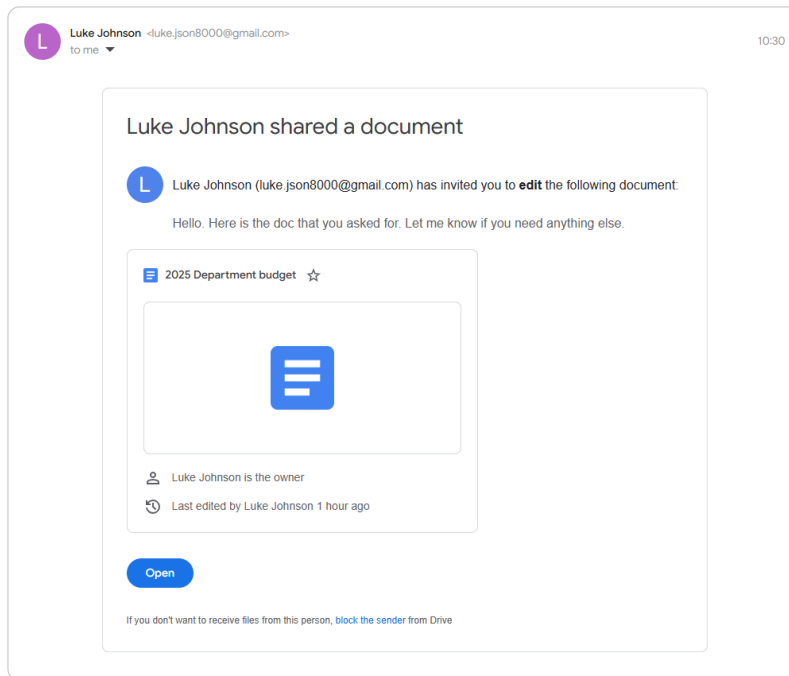 L
Luke Johnson <luke.json8000@gmail.com>
10:30
to me
Luke Johnson shared a document
L
Luke Johnson (luke.json8000@gmail.com) has invited you to edit the following document:
Hello. Here is the doc that you asked for. Let me know if you need anything else.
2025 Department budget
Luke Johnson is the owner
Last edited by Luke Johnson 1 hour ago
Open
If you don't want to receive files from this person, block the sender from Drive